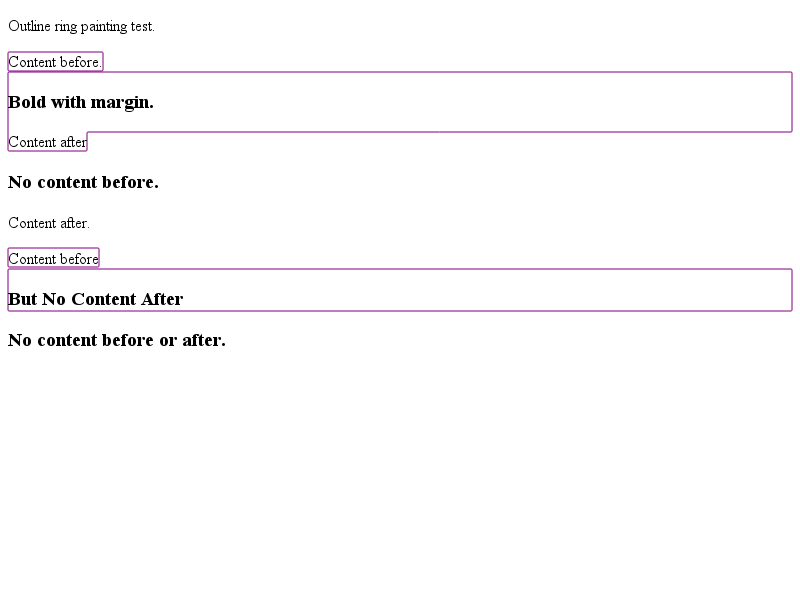 Outline ring painting test.
Content before.
Bold with margin.
Content after
No content before.
Content after.
Content before
But No Content After
No content before or after.